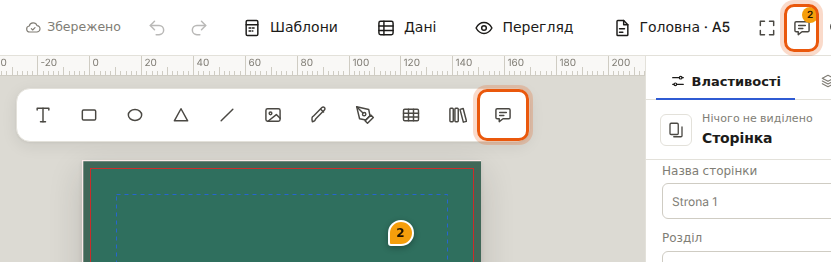 Збережено Шаблони Дані Перегляд Головна · A5 2
0 -20 0 20 40 60 80 100 120 140 160 180 200
Властивості
Нічого не виділено
Сторінка
Назва сторінки
Strona 1
Розділ
2